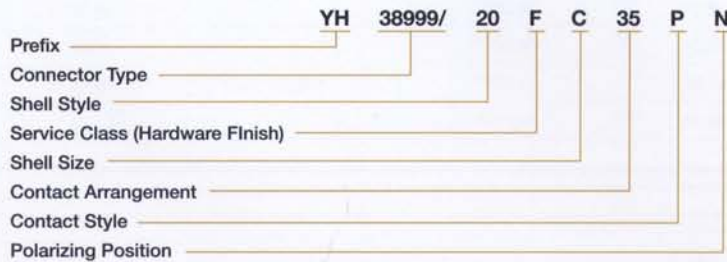 YH 38999/ 20 F C 35 P N
Prefix
Connector Type
Shell Style
Service Class (Hardware FInish)
Shell Size
Contact Arrangement
Contact Style
Polarizing Position